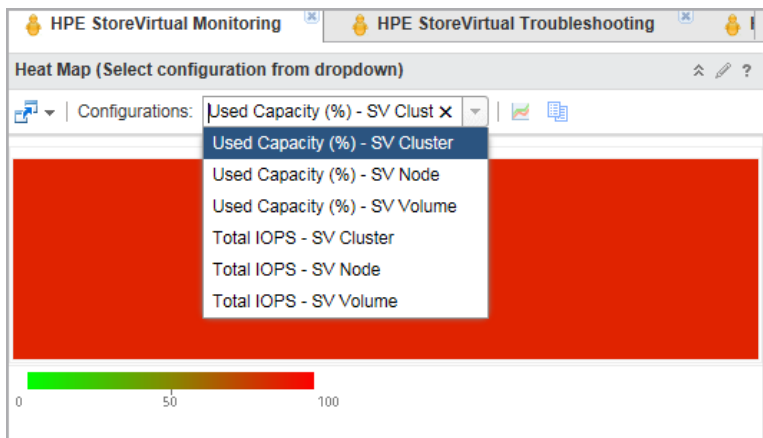 HPE StoreVirtual Monitoring HPE StoreVirtual Troubleshooting
Heat Map (Select configuration from dropdown) ?
Configurations: Used Capacity (%) - SV Clust
Used Capacity (%) - SV Cluster
Used Capacity (%) - SV Node
Used Capacity (%) - SV Volume
Total IOPS - SV Cluster
Total IOPS - SV Node
Total IOPS - SV Volume
0 50 100